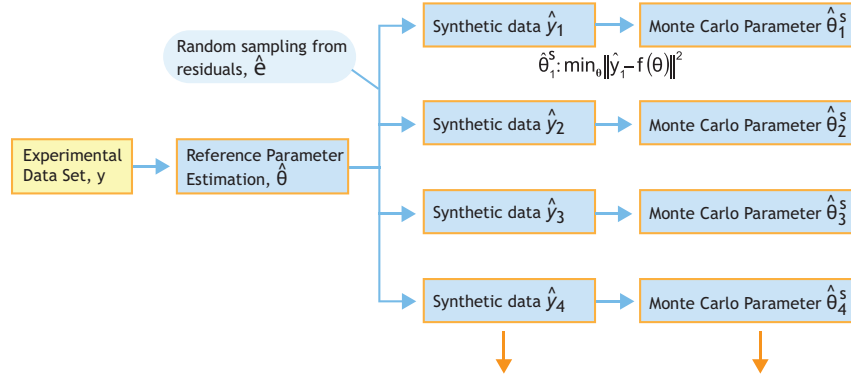 Synthetic data ŷ₁
Monte Carlo Parameter θ̂₁ˢ
Random sampling from
residuals, ê
θ̂₁ˢ: min_θ‖ŷ₁–f(θ)‖²
Synthetic data ŷ₂
Monte Carlo Parameter θ̂₂ˢ
Experimental
Data Set, y
Reference Parameter
Estimation, θ̂
Synthetic data ŷ₃
Monte Carlo Parameter θ̂₃ˢ
Synthetic data ŷ₄
Monte Carlo Parameter θ̂₄ˢ